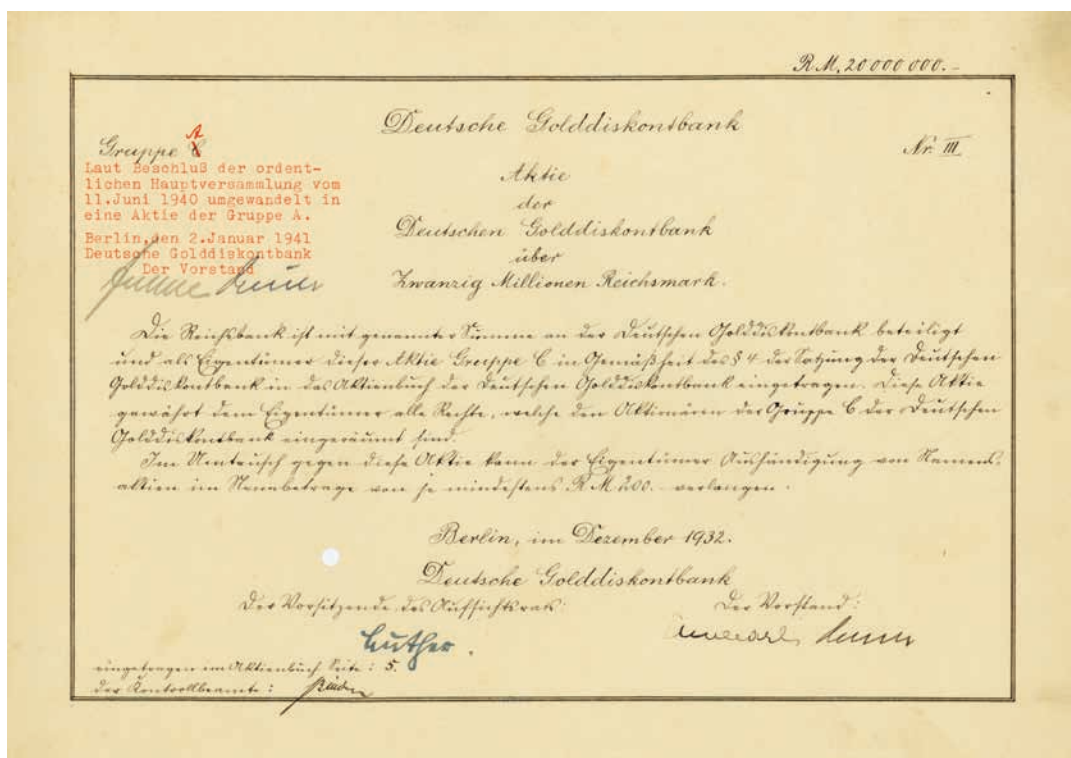 R.M. 20 000 000.-
Deutsche Golddiskontbank
Gruppe C A
Nr. III
Laut Beschluß der ordent-
lichen Hauptversammlung vom
11.Juni 1940 umgewandelt in
eine Aktie der Gruppe A.
Berlin,den 2.Januar 1941
Deutsche Golddiskontbank
Der Vorstand
Aktie
der
Deutschen Golddiskontbank
über
Zwanzig Millionen Reichsmark.
Die Reichsbank ist mit genannter Summe an der Deutschen Golddiskontbank beteiligt
und als Eigentümer dieser Aktie Gruppe C in Gemäßheit des § 4 der Satzung der Deutschen
Golddiskontbank in das Aktienbuch der Deutschen Golddiskontbank eingetragen. Diese Aktie
gewährt dem Eigentümer alle Rechte, welche den Aktionären der Gruppe C der Deutschen
Golddiskontbank eingeräumt sind.
Im Umtausch gegen diese Aktie kann der Eigentümer Aushändigung von Namens-
aktien im Nennbetrage von je mindestens R.M. 200.- verlangen.
Berlin, im Dezember 1932.
Deutsche Golddiskontbank
Der Vorsitzende des Aufsichtsrats: Der Vorstand:
Luther.
eingetragen im Aktienbuch Seite: 5.
der Kontrollbeamte: